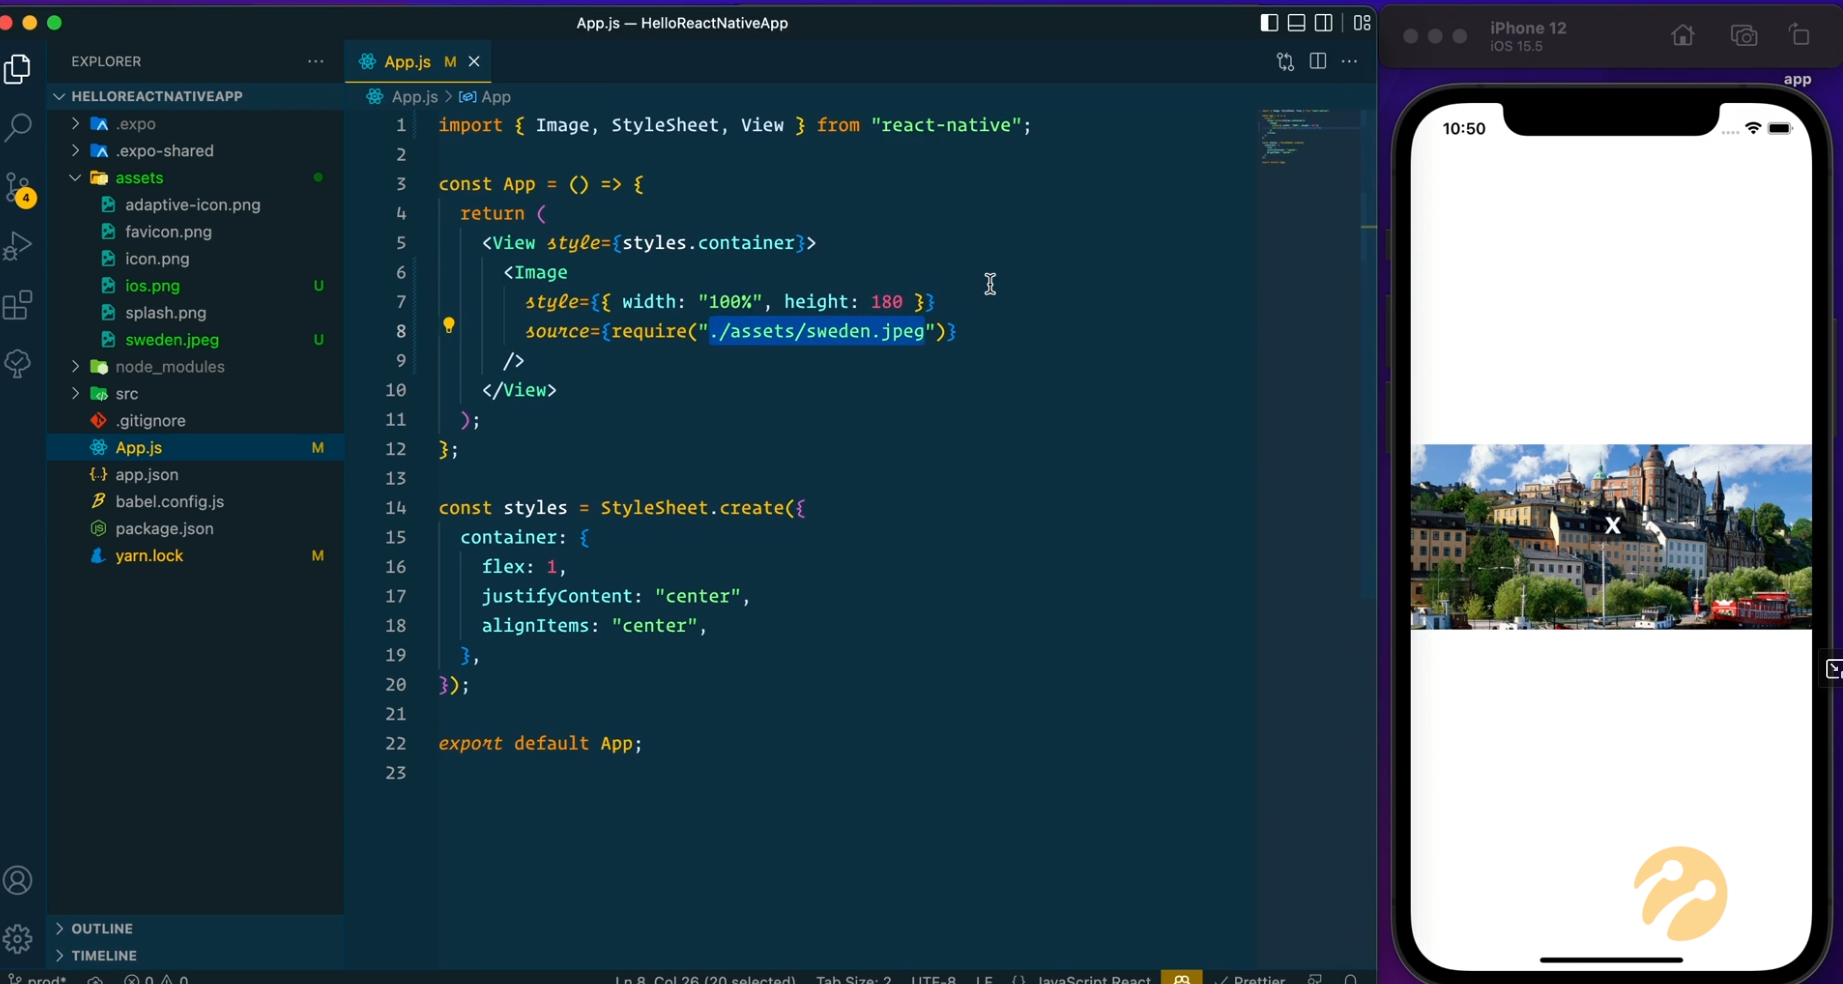 App.js — HelloReactNativeApp
EXPLORER
HELLOREACTNATIVEAPP
.expo
.expo-shared
assets
adaptive-icon.png
favicon.png
icon.png
ios.png U
splash.png
sweden.jpeg U
node_modules
src
.gitignore
App.js M
app.json
babel.config.js
package.json
yarn.lock M
4
OUTLINE
TIMELINE
App.js M
App.js > App
1 import { Image, StyleSheet, View } from "react-native";
2
3 const App = () => {
4 return (
5 <View style={styles.container}>
6 <Image
7 style={{ width: "100%", height: 180 }}
8 source={require("./assets/sweden.jpeg")}
9 />
10 </View>
11 );
12 };
13
14 const styles = StyleSheet.create({
15 container: {
16 flex: 1,
17 justifyContent: "center",
18 alignItems: "center",
19 },
20 });
21
22 export default App;
23
prod* 0 0 Ln 8, Col 26 (20 selected) Tab Size: 2 UTF-8 LF {} JavaScript React Prettier
iPhone 12
iOS 15.5
app
10:50
X